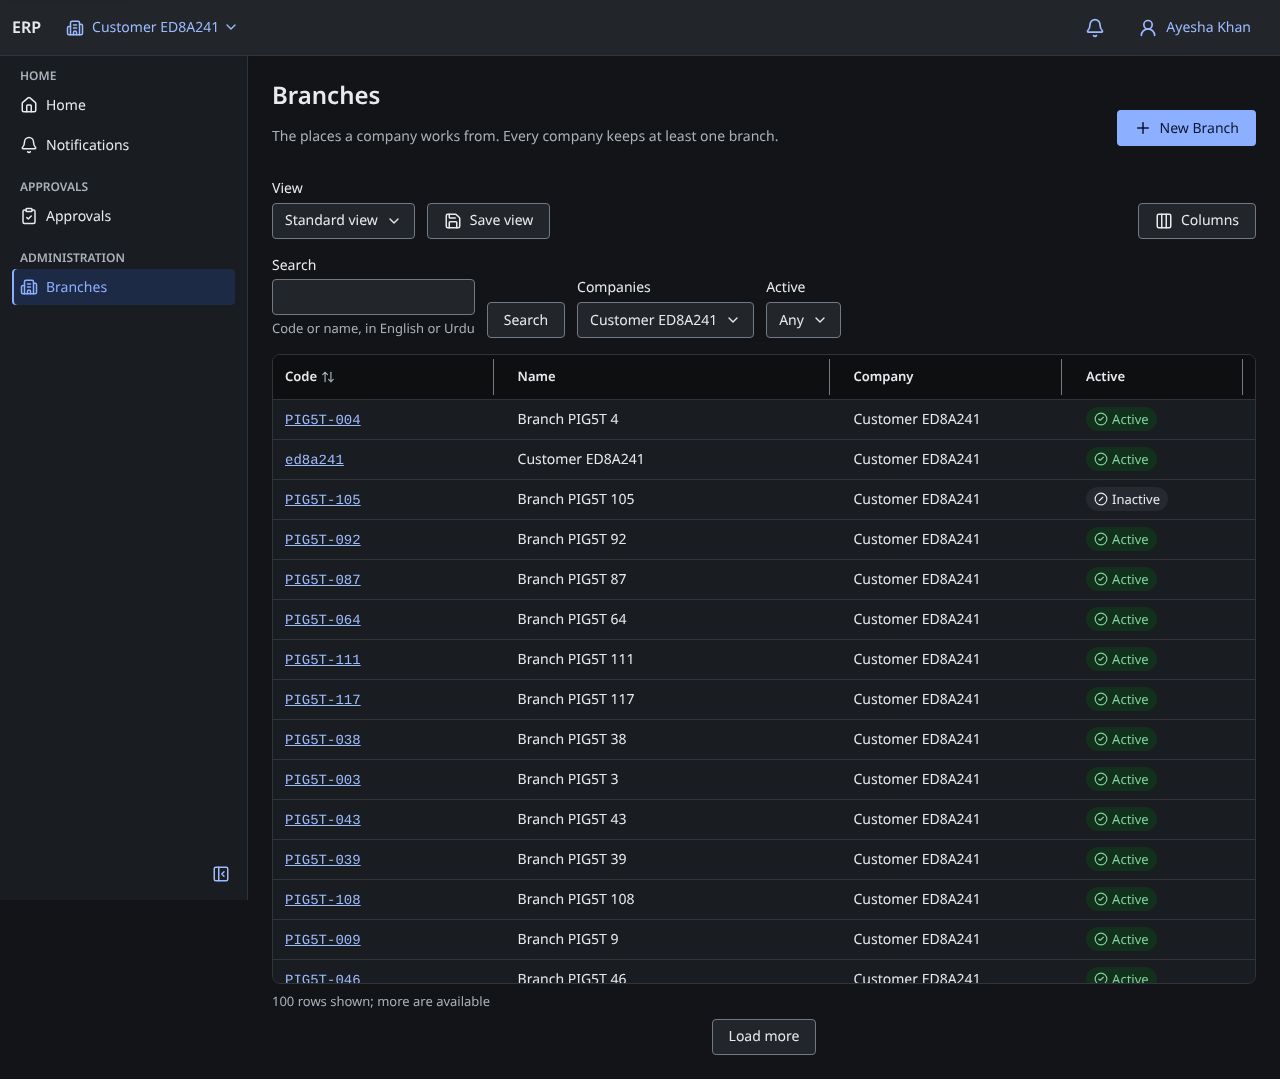 ERP
Customer ED8A241
Ayesha Khan
HOME
Home
Notifications
APPROVALS
Approvals
ADMINISTRATION
Branches
Branches
The places a company works from. Every company keeps at least one branch.
New Branch
View
Standard view
Save view
Columns
Search
Code or name, in English or Urdu
Search
Companies
Customer ED8A241
Active
Any
Code Name Company Active
PIG5T-004 Branch PIG5T 4 Customer ED8A241 Active
ed8a241 Customer ED8A241 Customer ED8A241 Active
PIG5T-105 Branch PIG5T 105 Customer ED8A241 Inactive
PIG5T-092 Branch PIG5T 92 Customer ED8A241 Active
PIG5T-087 Branch PIG5T 87 Customer ED8A241 Active
PIG5T-064 Branch PIG5T 64 Customer ED8A241 Active
PIG5T-111 Branch PIG5T 111 Customer ED8A241 Active
PIG5T-117 Branch PIG5T 117 Customer ED8A241 Active
PIG5T-038 Branch PIG5T 38 Customer ED8A241 Active
PIG5T-003 Branch PIG5T 3 Customer ED8A241 Active
PIG5T-043 Branch PIG5T 43 Customer ED8A241 Active
PIG5T-039 Branch PIG5T 39 Customer ED8A241 Active
PIG5T-108 Branch PIG5T 108 Customer ED8A241 Active
PIG5T-009 Branch PIG5T 9 Customer ED8A241 Active
PIG5T-046 Branch PIG5T 46 Customer ED8A241 Active
100 rows shown; more are available
Load more